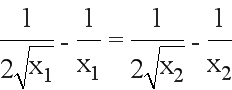 1/(2√x₁) - 1/x₁ = 1/(2√x₂) - 1/x₂